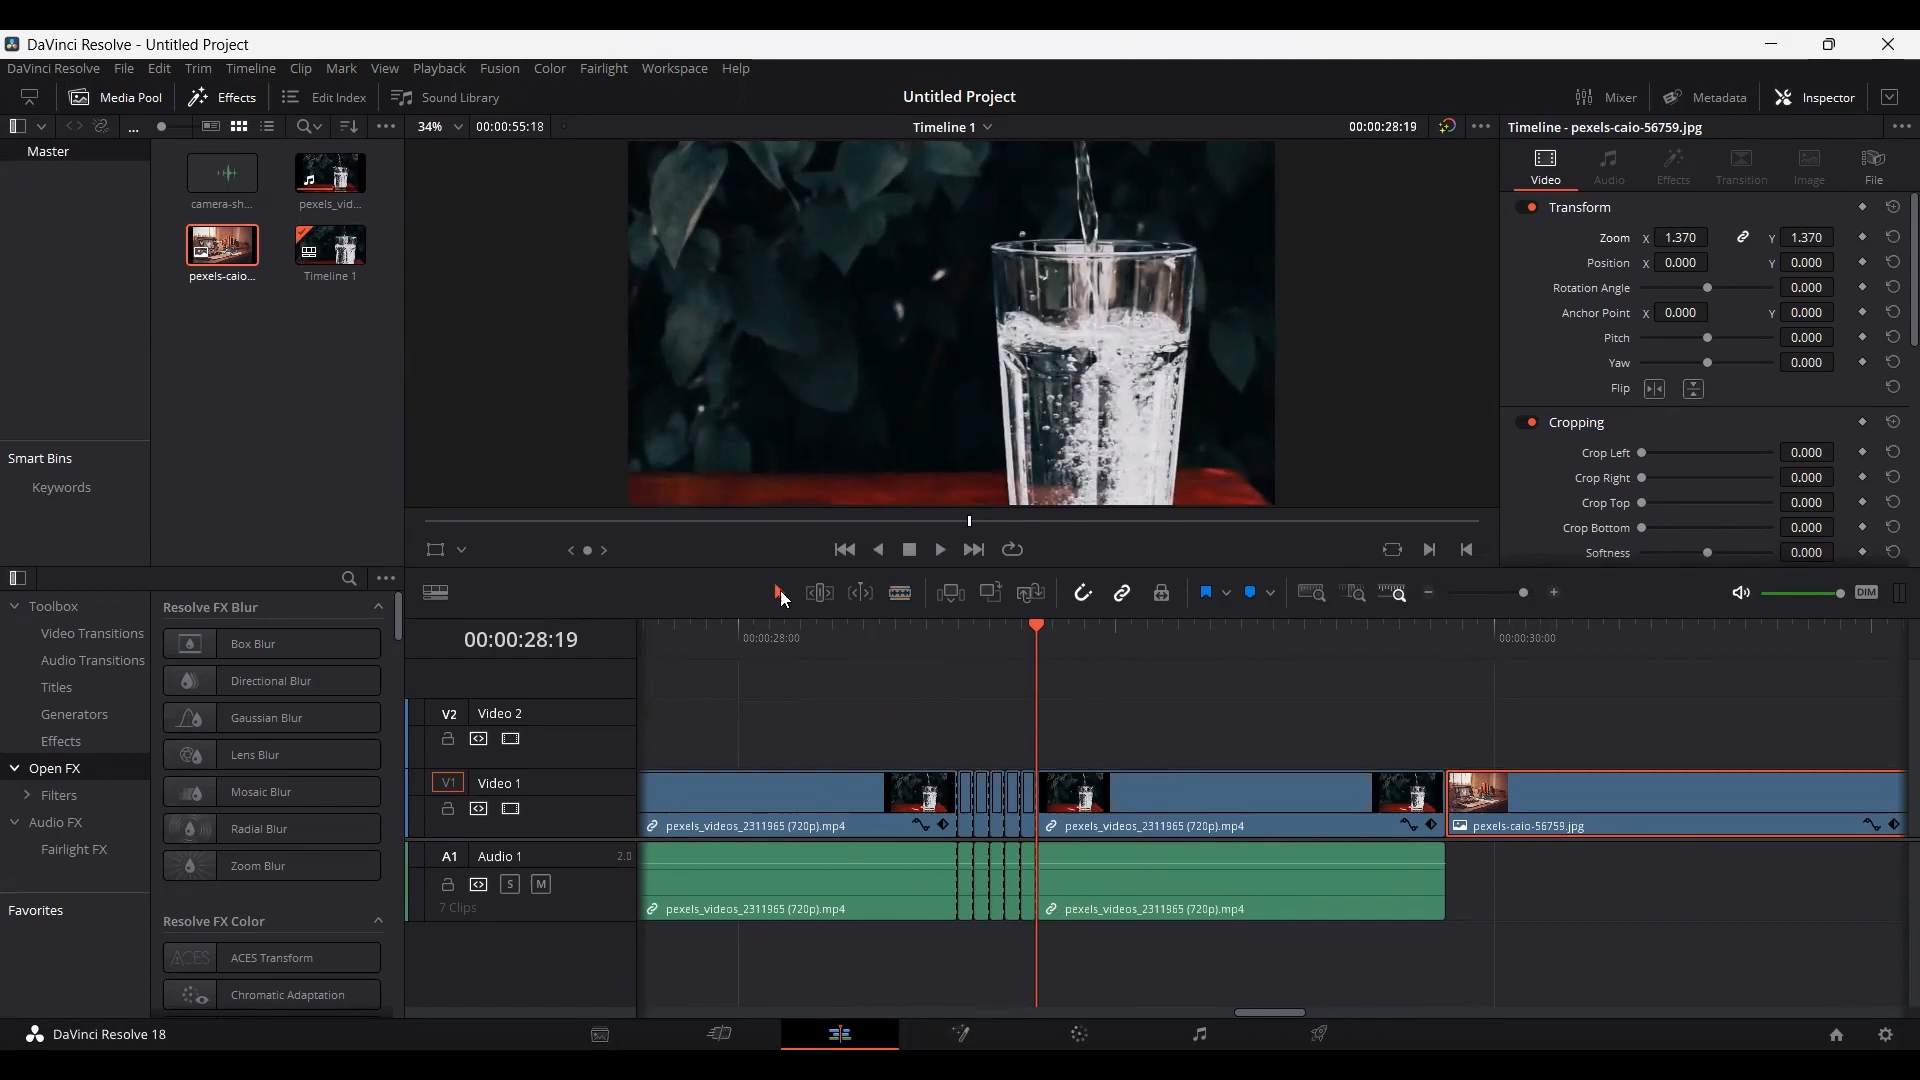 DaVinci Resolve - Untitled Project
DaVinci Resolve File Edit Trim Timeline Clip Mark View Playback Fusion Color Fairlight Workspace Help
Media Pool Effects Edit Index Sound Library Untitled Project Mixer Metadata Inspector
... 34% 00:00:55:18 Timeline 1 00:00:28:19 Timeline - pexels-caio-56759.jpg
Master
camera-sh...
pexels_vid...
pexels-caio...
Timeline 1
Smart Bins
Keywords
Video Audio Effects Transition Image File
Transform
Zoom X 1.370 Y 1.370
Position X 0.000 Y 0.000
Rotation Angle 0.000
Anchor Point X 0.000 Y 0.000
Pitch 0.000
Yaw 0.000
Flip
Cropping
Crop Left 0.000
Crop Right 0.000
Crop Top 0.000
Crop Bottom 0.000
Softness 0.000
Toolbox
Video Transitions
Audio Transitions
Titles
Generators
Effects
Open FX
Filters
Audio FX
Fairlight FX
Favorites
Resolve FX Blur
Box Blur
Directional Blur
Gaussian Blur
Lens Blur
Mosaic Blur
Radial Blur
Zoom Blur
Resolve FX Color
ACES ACES Transform
Chromatic Adaptation
DIM
00:00:28:19
00:00:28:00 00:00:30:00
V2 Video 2
V1 Video 1
pexels_videos_2311965 (720p).mp4 pexels_videos_2311965 (720p).mp4 pexels-caio-56759.jpg
A1 Audio 1 2.0
S M
7 Clips
pexels_videos_2311965 (720p).mp4 pexels_videos_2311965 (720p).mp4
DaVinci Resolve 18